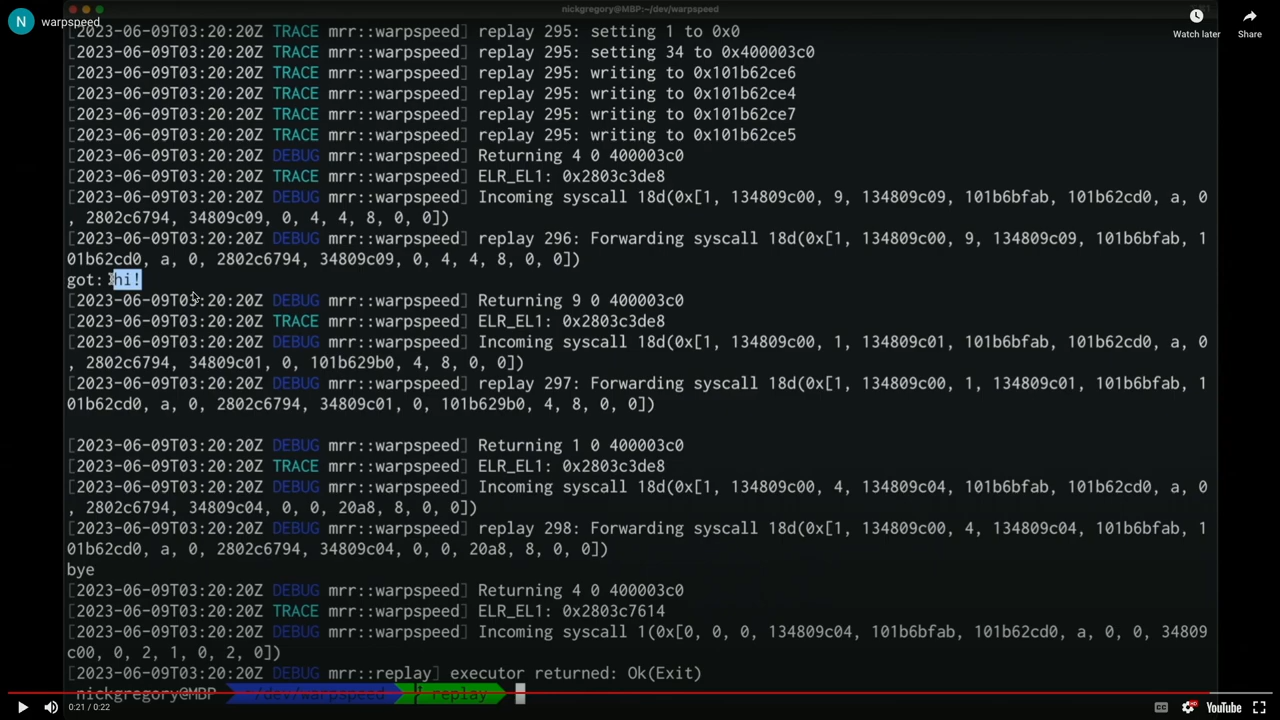 nickgregory@MBP:~/dev/warpspeed
N warpspeed
Watch later
Share
[2023-06-09T03:20:20Z TRACE mrr::warpspeed] replay 295: setting 1 to 0x0
[2023-06-09T03:20:20Z TRACE mrr::warpspeed] replay 295: setting 34 to 0x400003c0
[2023-06-09T03:20:20Z TRACE mrr::warpspeed] replay 295: writing to 0x101b62ce6
[2023-06-09T03:20:20Z TRACE mrr::warpspeed] replay 295: writing to 0x101b62ce4
[2023-06-09T03:20:20Z TRACE mrr::warpspeed] replay 295: writing to 0x101b62ce7
[2023-06-09T03:20:20Z TRACE mrr::warpspeed] replay 295: writing to 0x101b62ce5
[2023-06-09T03:20:20Z DEBUG mrr::warpspeed] Returning 4 0 400003c0
[2023-06-09T03:20:20Z TRACE mrr::warpspeed] ELR_EL1: 0x2803c3de8
[2023-06-09T03:20:20Z DEBUG mrr::warpspeed] Incoming syscall 18d(0x[1, 134809c00, 9, 134809c09, 101b6bfab, 101b62cd0, a, 0
, 2802c6794, 34809c09, 0, 4, 4, 8, 0, 0])
[2023-06-09T03:20:20Z DEBUG mrr::warpspeed] replay 296: Forwarding syscall 18d(0x[1, 134809c00, 9, 134809c09, 101b6bfab, 1
01b62cd0, a, 0, 2802c6794, 34809c09, 0, 4, 4, 8, 0, 0])
got: hi!
[2023-06-09T03:20:20Z DEBUG mrr::warpspeed] Returning 9 0 400003c0
[2023-06-09T03:20:20Z TRACE mrr::warpspeed] ELR_EL1: 0x2803c3de8
[2023-06-09T03:20:20Z DEBUG mrr::warpspeed] Incoming syscall 18d(0x[1, 134809c00, 1, 134809c01, 101b6bfab, 101b62cd0, a, 0
, 2802c6794, 34809c01, 0, 101b629b0, 4, 8, 0, 0])
[2023-06-09T03:20:20Z DEBUG mrr::warpspeed] replay 297: Forwarding syscall 18d(0x[1, 134809c00, 1, 134809c01, 101b6bfab, 1
01b62cd0, a, 0, 2802c6794, 34809c01, 0, 101b629b0, 4, 8, 0, 0])
[2023-06-09T03:20:20Z DEBUG mrr::warpspeed] Returning 1 0 400003c0
[2023-06-09T03:20:20Z TRACE mrr::warpspeed] ELR_EL1: 0x2803c3de8
[2023-06-09T03:20:20Z DEBUG mrr::warpspeed] Incoming syscall 18d(0x[1, 134809c00, 4, 134809c04, 101b6bfab, 101b62cd0, a, 0
, 2802c6794, 34809c04, 0, 0, 20a8, 8, 0, 0])
[2023-06-09T03:20:20Z DEBUG mrr::warpspeed] replay 298: Forwarding syscall 18d(0x[1, 134809c00, 4, 134809c04, 101b6bfab, 1
01b62cd0, a, 0, 2802c6794, 34809c04, 0, 0, 20a8, 8, 0, 0])
bye
[2023-06-09T03:20:20Z DEBUG mrr::warpspeed] Returning 4 0 400003c0
[2023-06-09T03:20:20Z TRACE mrr::warpspeed] ELR_EL1: 0x2803c7614
[2023-06-09T03:20:20Z DEBUG mrr::warpspeed] Incoming syscall 1(0x[0, 0, 0, 134809c04, 101b6bfab, 101b62cd0, a, 0, 0, 34809
c00, 0, 2, 1, 0, 2, 0])
[2023-06-09T03:20:20Z DEBUG mrr::replay] executor returned: Ok(Exit)
nickgregory@MBP ~/dev/warpspeed replay
0:21 / 0:22
CC
HD
YouTube